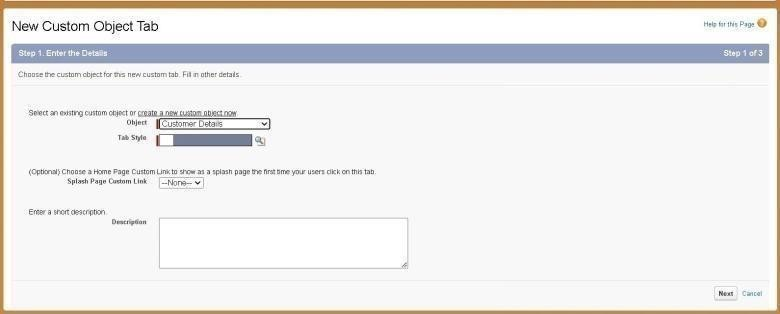 New Custom Object Tab
Help for this Page
Step 1. Enter the Details
Step 1 of 3
Choose the custom object for this new custom tab. Fill in other details.
Select an existing custom object or create a new custom object now.
Object
Customer Details
Tab Style
(Optional) Choose a Home Page Custom Link to show as a splash page the first time your users click on this tab.
Splash Page Custom Link
--None--
Enter a short description.
Description
Next
Cancel